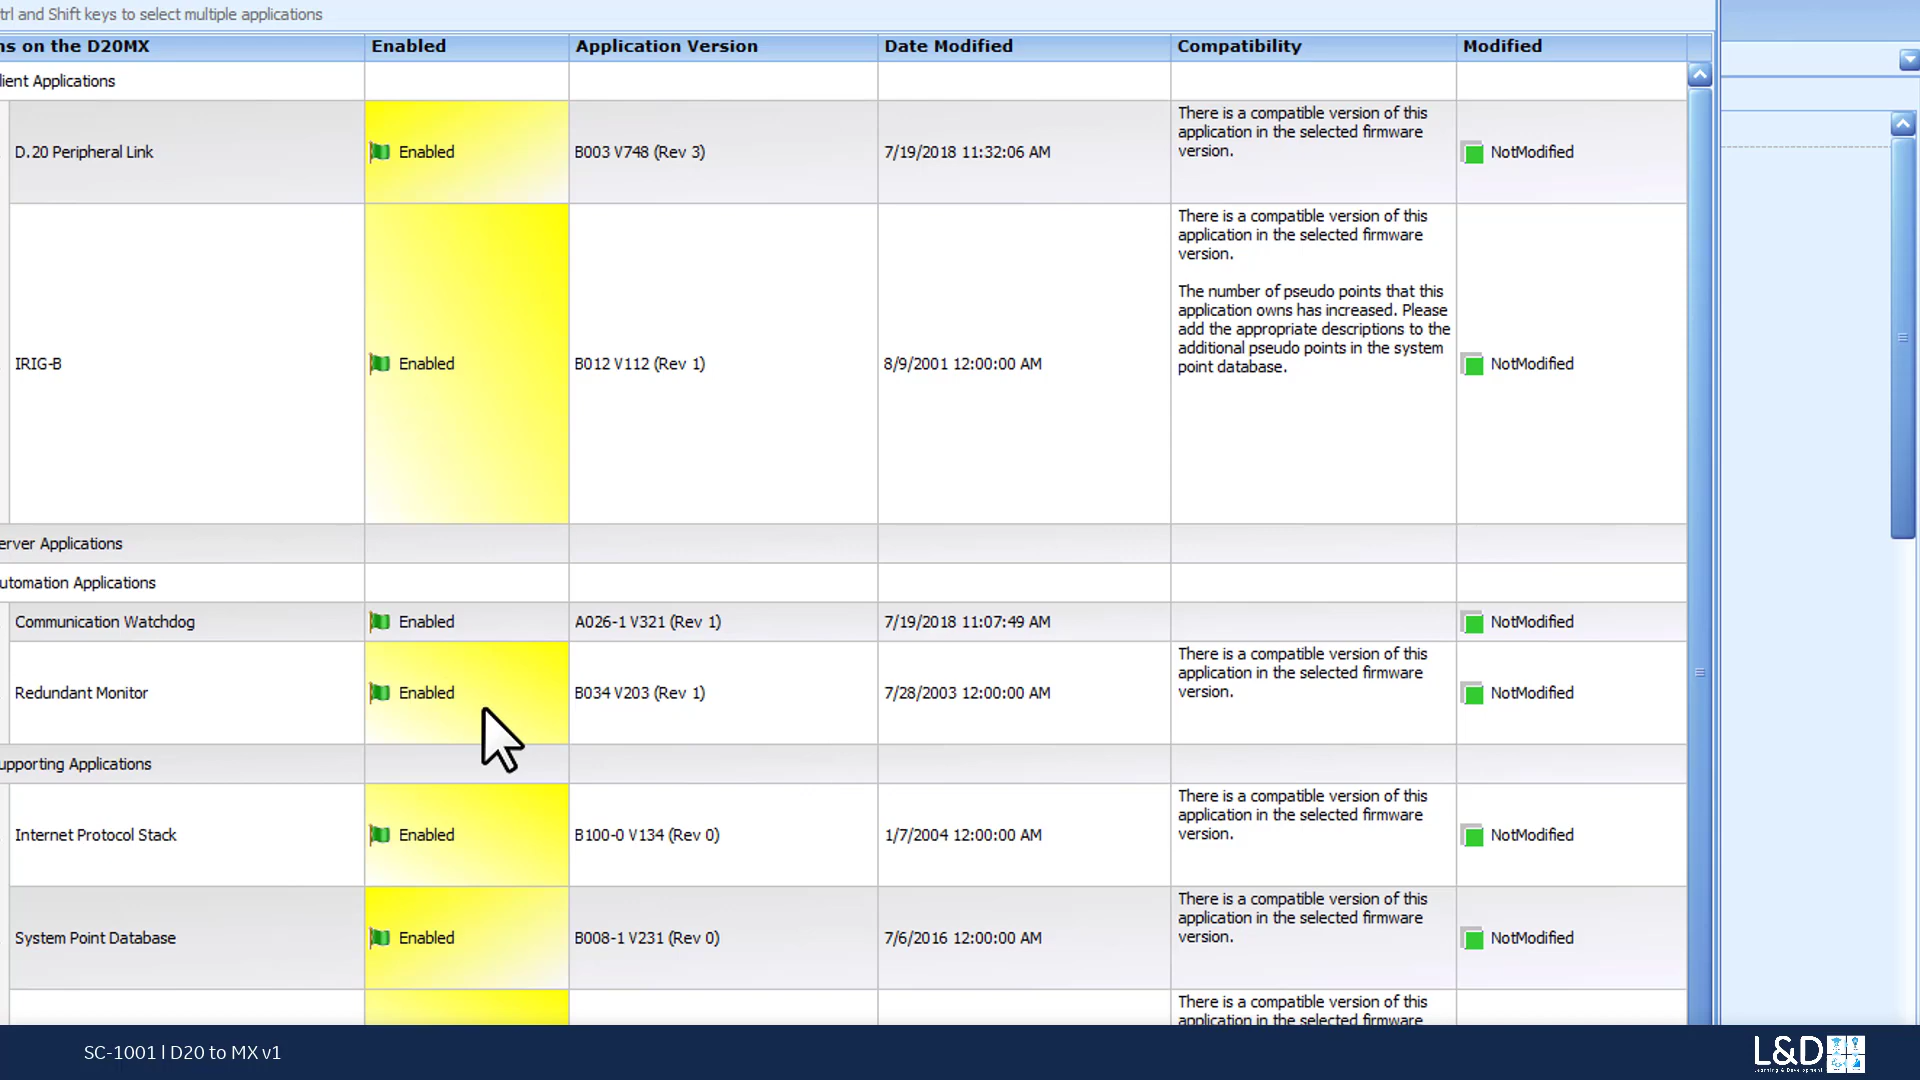 trl and Shift keys to select multiple applications
ns on the D20MX Enabled Application Version Date Modified Compatibility Modified
lient Applications
D.20 Peripheral Link Enabled B003 V748 (Rev 3) 7/19/2018 11:32:06 AM There is a compatible version of this
application in the selected firmware
version.
NotModified
IRIG-B Enabled B012 V112 (Rev 1) 8/9/2001 12:00:00 AM There is a compatible version of this
application in the selected firmware
version.
The number of pseudo points that this
application owns has increased. Please
add the appropriate descriptions to the
additional pseudo points in the system
point database.
NotModified
erver Applications
utomation Applications
Communication Watchdog Enabled A026-1 V321 (Rev 1) 7/19/2018 11:07:49 AM NotModified
Redundant Monitor Enabled B034 V203 (Rev 1) 7/28/2003 12:00:00 AM There is a compatible version of this
application in the selected firmware
version.
NotModified
upporting Applications
Internet Protocol Stack Enabled B100-0 V134 (Rev 0) 1/7/2004 12:00:00 AM There is a compatible version of this
application in the selected firmware
version.
NotModified
System Point Database Enabled B008-1 V231 (Rev 0) 7/6/2016 12:00:00 AM There is a compatible version of this
application in the selected firmware
version.
NotModified
There is a compatible version of this
application in the selected firmware
SC-1001 l D20 to MX v1
L&D
Learning & Development